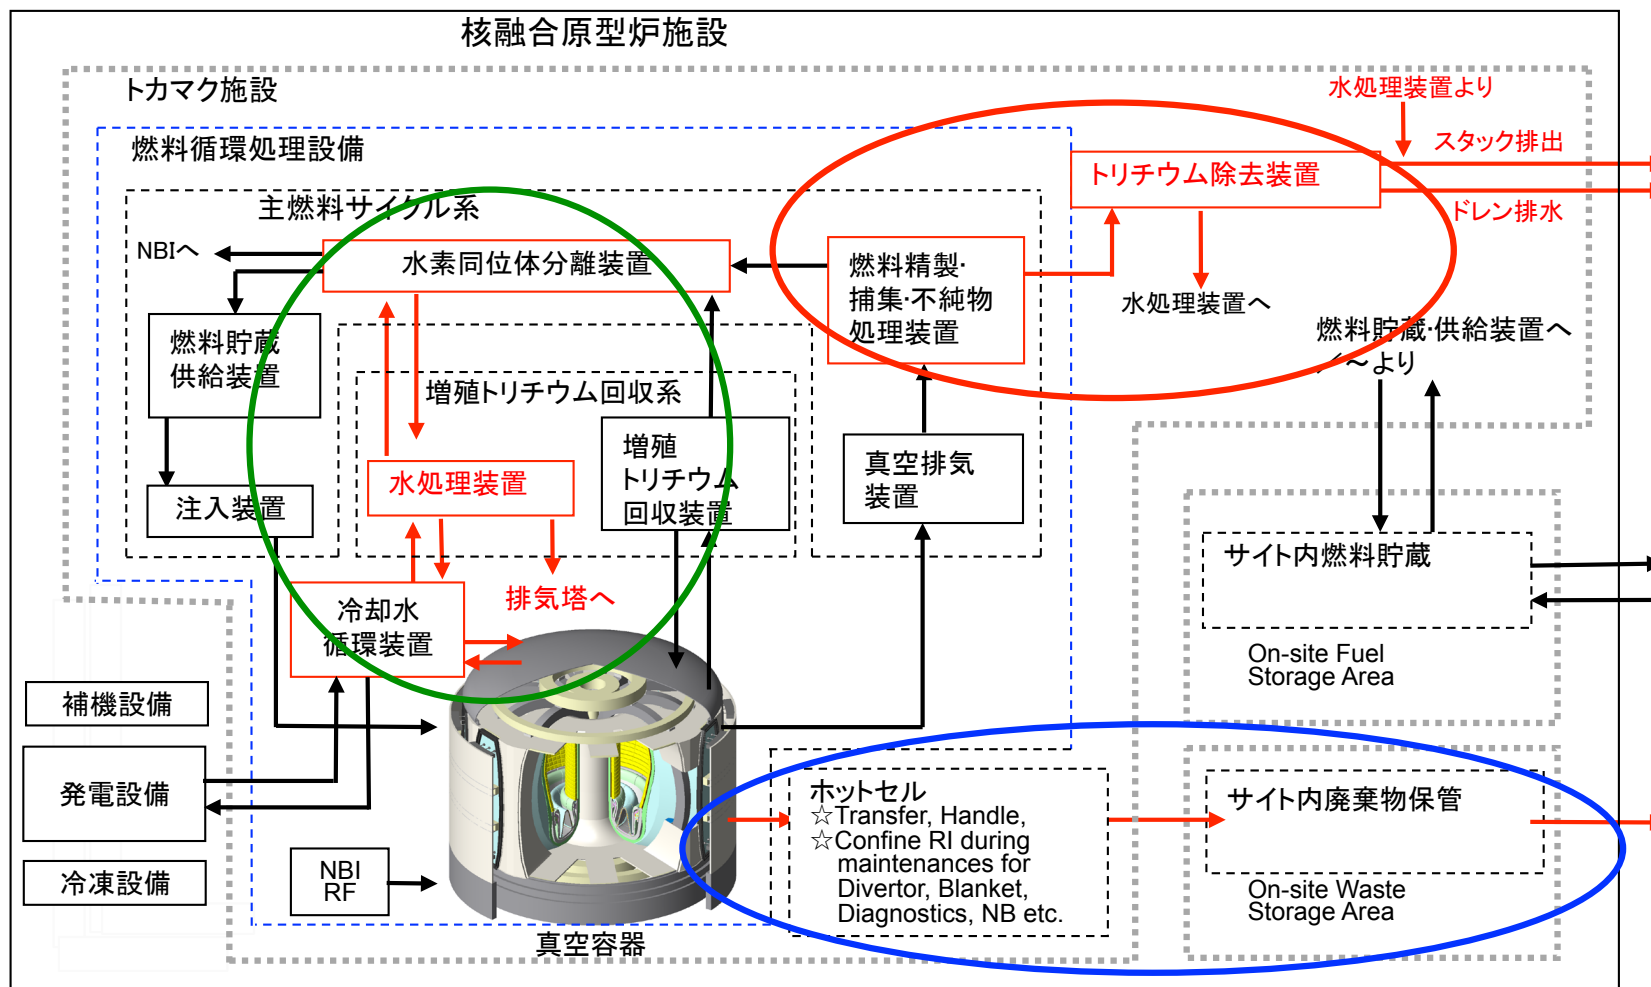 核融合原型炉施設
トカマク施設
水処理装置より
燃料循環処理設備
スタック排出
トリチウム除去装置
ドレン排水
主燃料サイクル系
NBIへ
水素同位体分離装置
燃料精製・
捕集・不純物
処理装置
水処理装置へ
燃料貯蔵
供給装置
燃料貯蔵・供給装置へ
／～より
増殖トリチウム回収系
増殖
トリチウム
回収装置
真空排気
装置
水処理装置
注入装置
サイト内燃料貯蔵
排気塔へ
冷却水
循環装置
On-site Fuel
Storage Area
補機設備
発電設備
冷凍設備
NBI
RF
真空容器
ホットセル
☆Transfer, Handle,
☆Confine RI during
maintenances for
Divertor, Blanket,
Diagnostics, NB etc.
サイト内廃棄物保管
On-site Waste
Storage Area